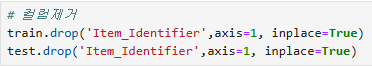 # 컬럼제거
train.drop('Item_Identifier',axis=1, inplace=True)
test.drop('Item_Identifier',axis=1, inplace=True)